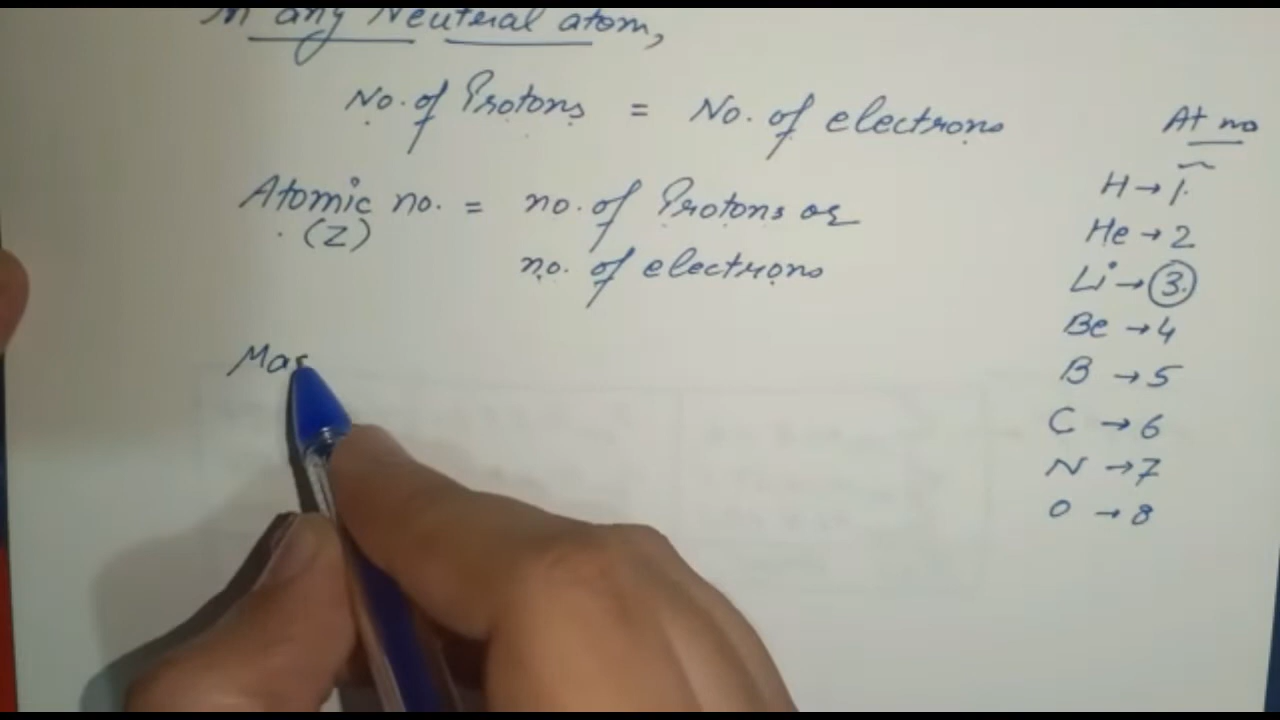 In any Neutral atom,
No. of Protons = No. of electrons
Atomic no. = no. of Protons or
(Z)
no. of electrons
Mas
At no
H → 1
He → 2
Li → 3
Be → 4
B → 5
C → 6
N → 7
O → 8